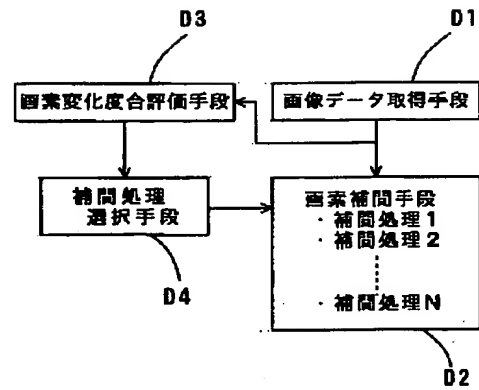 D3
D1
画素変化度合評価手段
画像データ取得手段
補間処理
選択手段
画素補間手段
・補間処理1
・補間処理2
・補間処理N
D4
D2